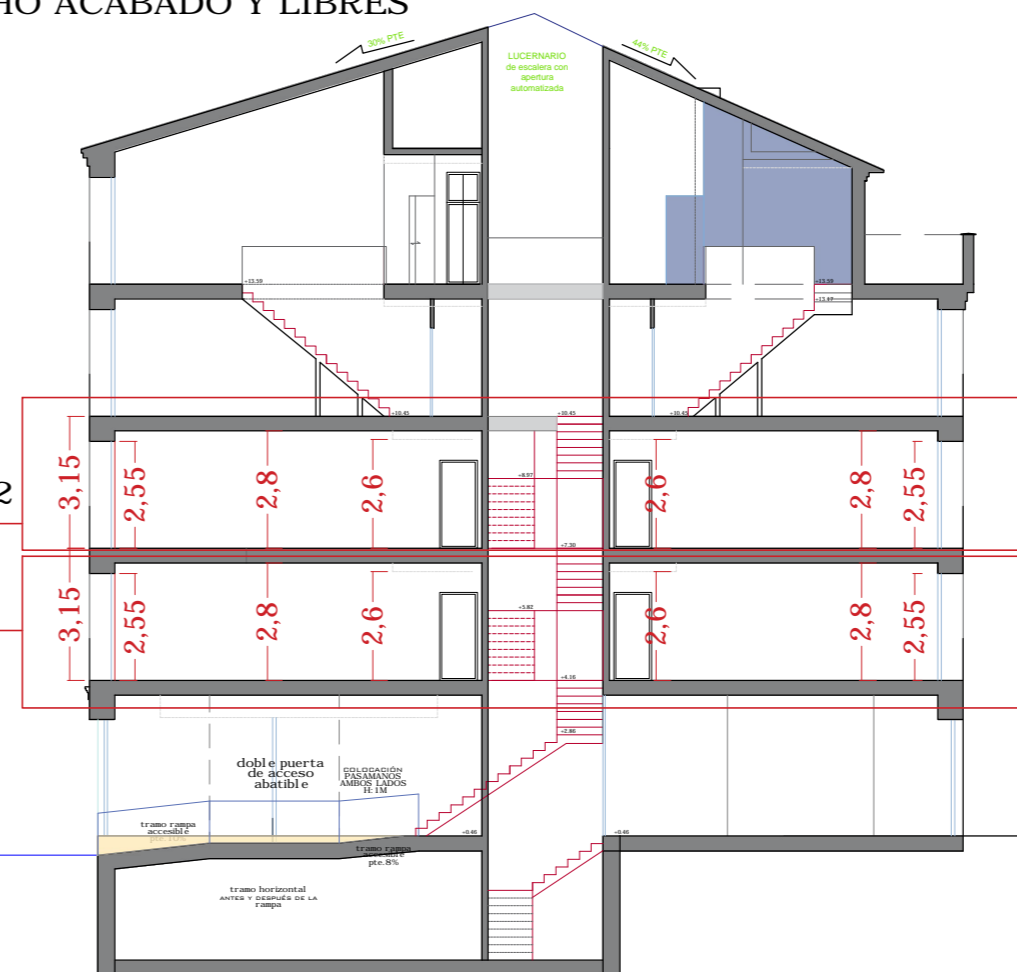 HO ACABADO Y LIBRES
30% PTE
44% PTE
LUCERNARIO
de escalera con
apertura
automatizada
+13.59
+13.59
+13.17
+10.45
+10.45
+10.45
2
3,15
2,55
2,8
2,6
+8.97
2,6
2,8
2,55
+7.30
3,15
2,55
2,8
2,6
+5.82
2,6
2,8
2,55
+4.16
+2.86
doble puerta
de acceso
abatible
COLOCACIÓN
PASAMANOS
AMBOS LADOS
H:1M
tramo rampa
accesible
pte.10%
+0.46
+0.46
tramo rampa
accesible
pte.8%
tramo horizontal
ANTES Y DESPUÉS DE LA
rampa